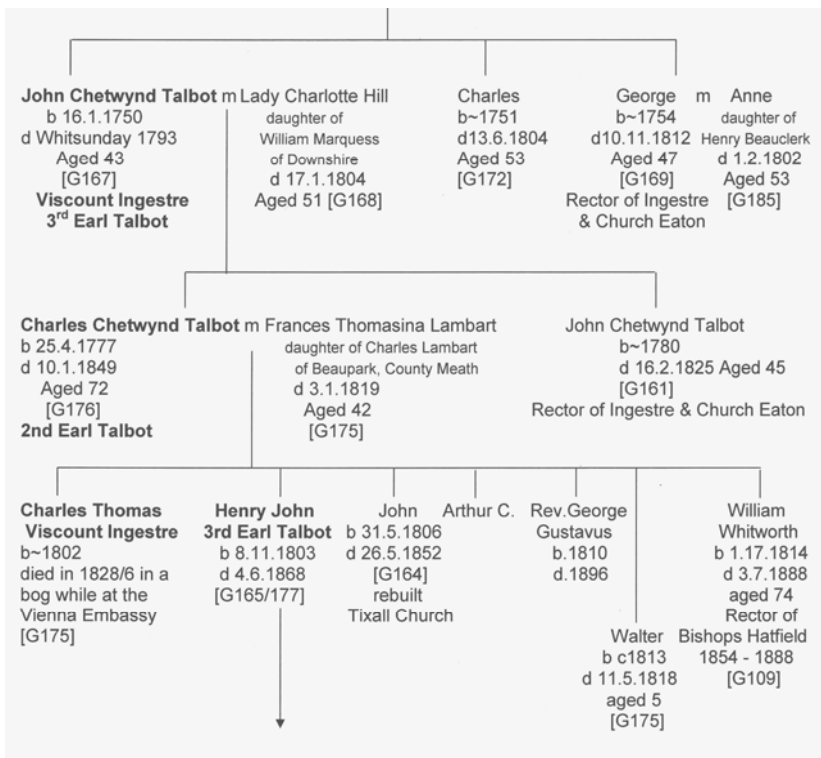 John Chetwynd Talbot m Lady Charlotte Hill
b 16.1.1750
d Whitsunday 1793
Aged 43
[G167]
Viscount Ingestre
3rd Earl Talbot
daughter of
William Marquess
of Downshire
d 17.1.1804
Aged 51 [G168]
Charles
b~1751
d13.6.1804
Aged 53
[G172]
George m Anne
b~1754
d10.11.1812
Aged 47
[G169]
Rector of Ingestre
& Church Eaton
daughter of
Henry Beauclerk
d 1.2.1802
Aged 53
[G185]
Charles Chetwynd Talbot m Frances Thomasina Lambart
b 25.4.1777
d 10.1.1849
Aged 72
[G176]
2nd Earl Talbot
daughter of Charles Lambart
of Beaupark, County Meath
d 3.1.1819
Aged 42
[G175]
John Chetwynd Talbot
b~1780
d 16.2.1825 Aged 45
[G161]
Rector of Ingestre & Church Eaton
Charles Thomas
Viscount Ingestre
b~1802
died in 1828/6 in a
bog while at the
Vienna Embassy
[G175]
Henry John
3rd Earl Talbot
b 8.11.1803
d 4.6.1868
[G165/177]
John
b 31.5.1806
d 26.5.1852
[G164]
rebuilt
Tixall Church
Arthur C.
Rev.George
Gustavus
b.1810
d.1896
Walter
b c1813
d 11.5.1818
aged 5
[G175]
William
Whitworth
b 1.17.1814
d 3.7.1888
aged 74
Rector of
Bishops Hatfield
1854 - 1888
[G109]